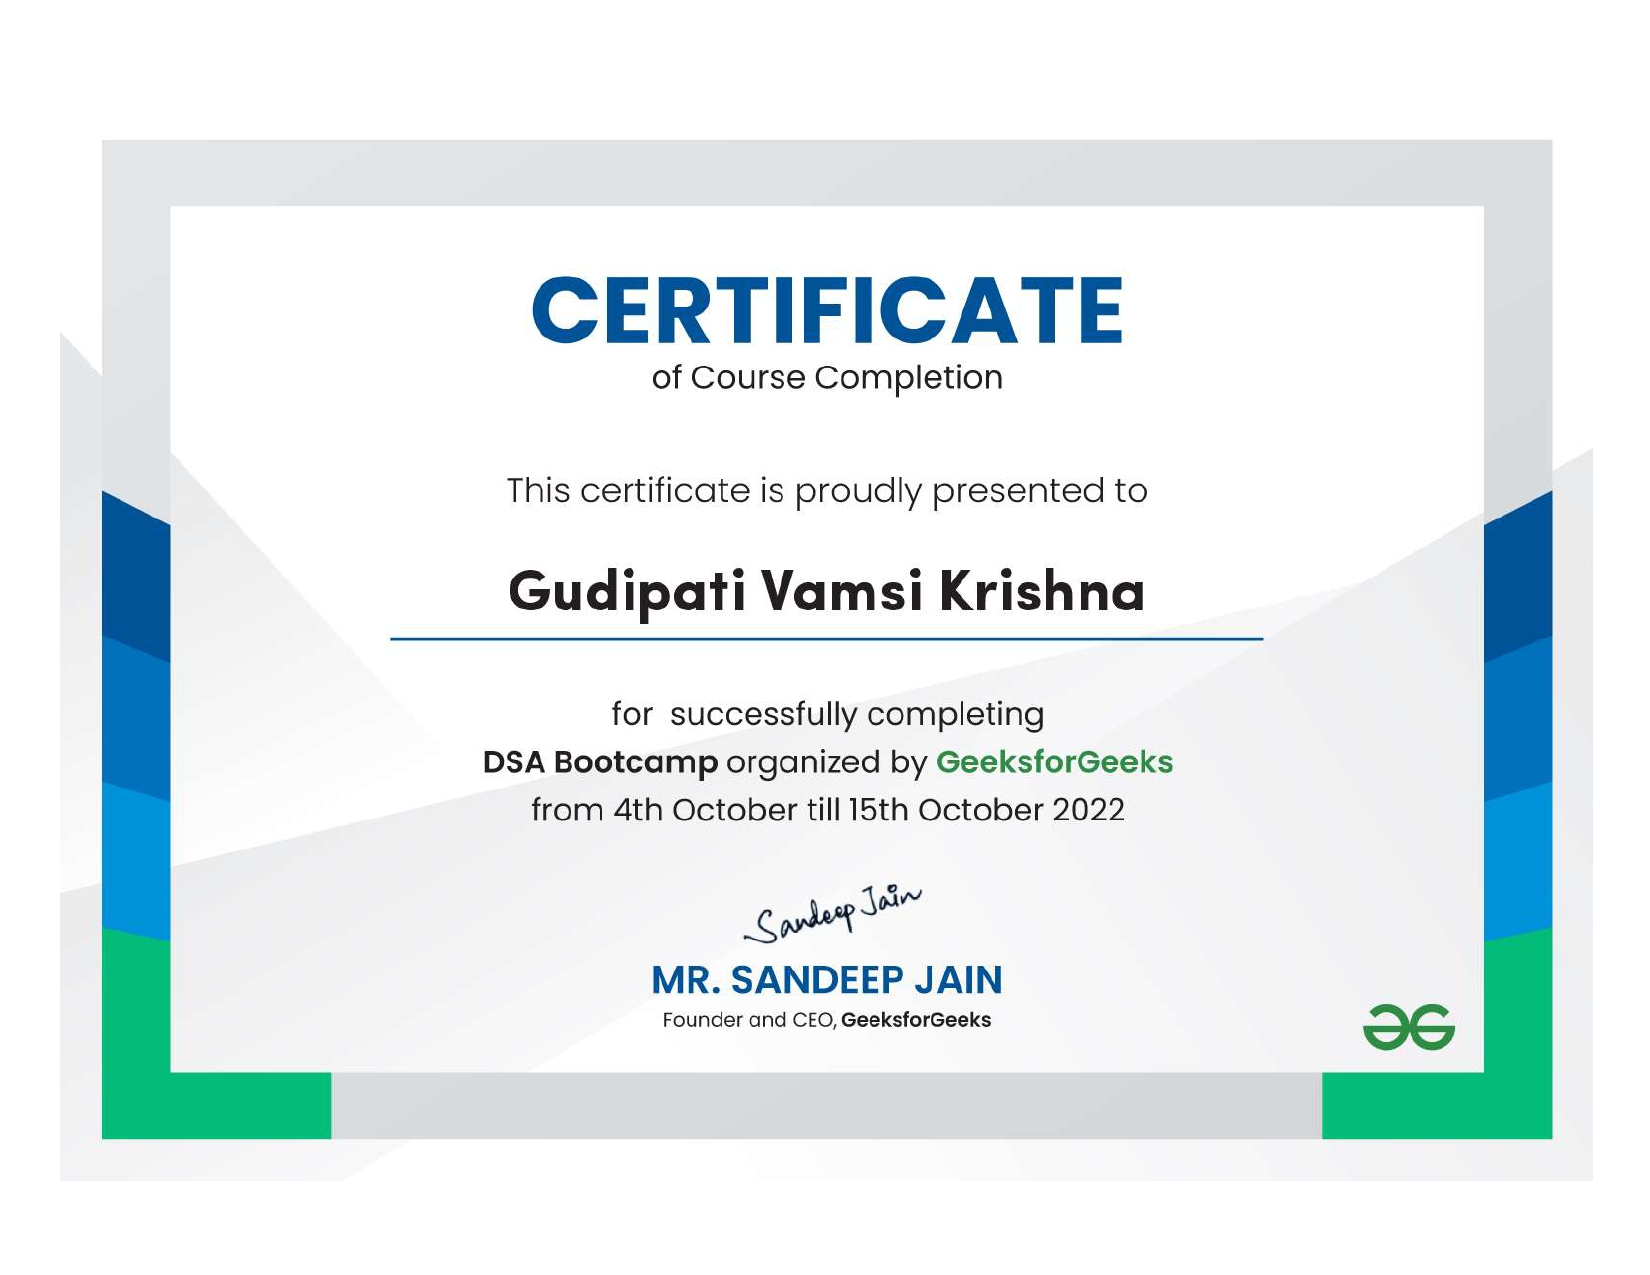 CERTIFICATE
of Course Completion
This certificate is proudly presented to
Gudipati Vamsi Krishna
for successfully completing
DSA Bootcamp organized by GeeksforGeeks
from 4th October till 15th October 2022
Sandeep Jain
MR. SANDEEP JAIN
Founder and CEO, GeeksforGeeks